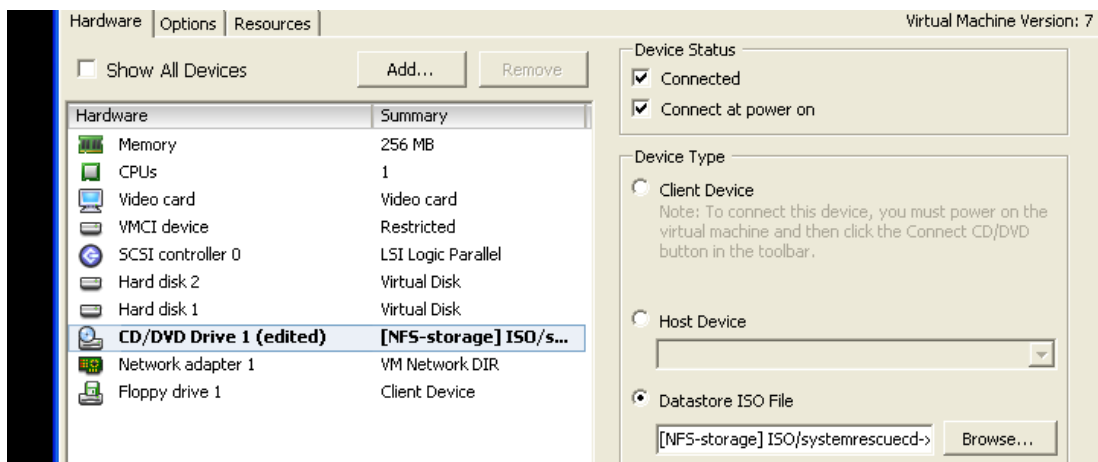 Hardware Options Resources Virtual Machine Version: 7
Show All Devices Add... Remove
Hardware Summary
Memory 256 MB
CPUs 1
Video card Video card
VMCI device Restricted
SCSI controller 0 LSI Logic Parallel
Hard disk 2 Virtual Disk
Hard disk 1 Virtual Disk
CD/DVD Drive 1 (edited) [NFS-storage] ISO/s...
Network adapter 1 VM Network DIR
Floppy drive 1 Client Device
Device Status
Connected
Connect at power on
Device Type
Client Device
Note: To connect this device, you must power on the
virtual machine and then click the Connect CD/DVD
button in the toolbar.
Host Device
Datastore ISO File
[NFS-storage] ISO/systemrescuecd-x Browse...